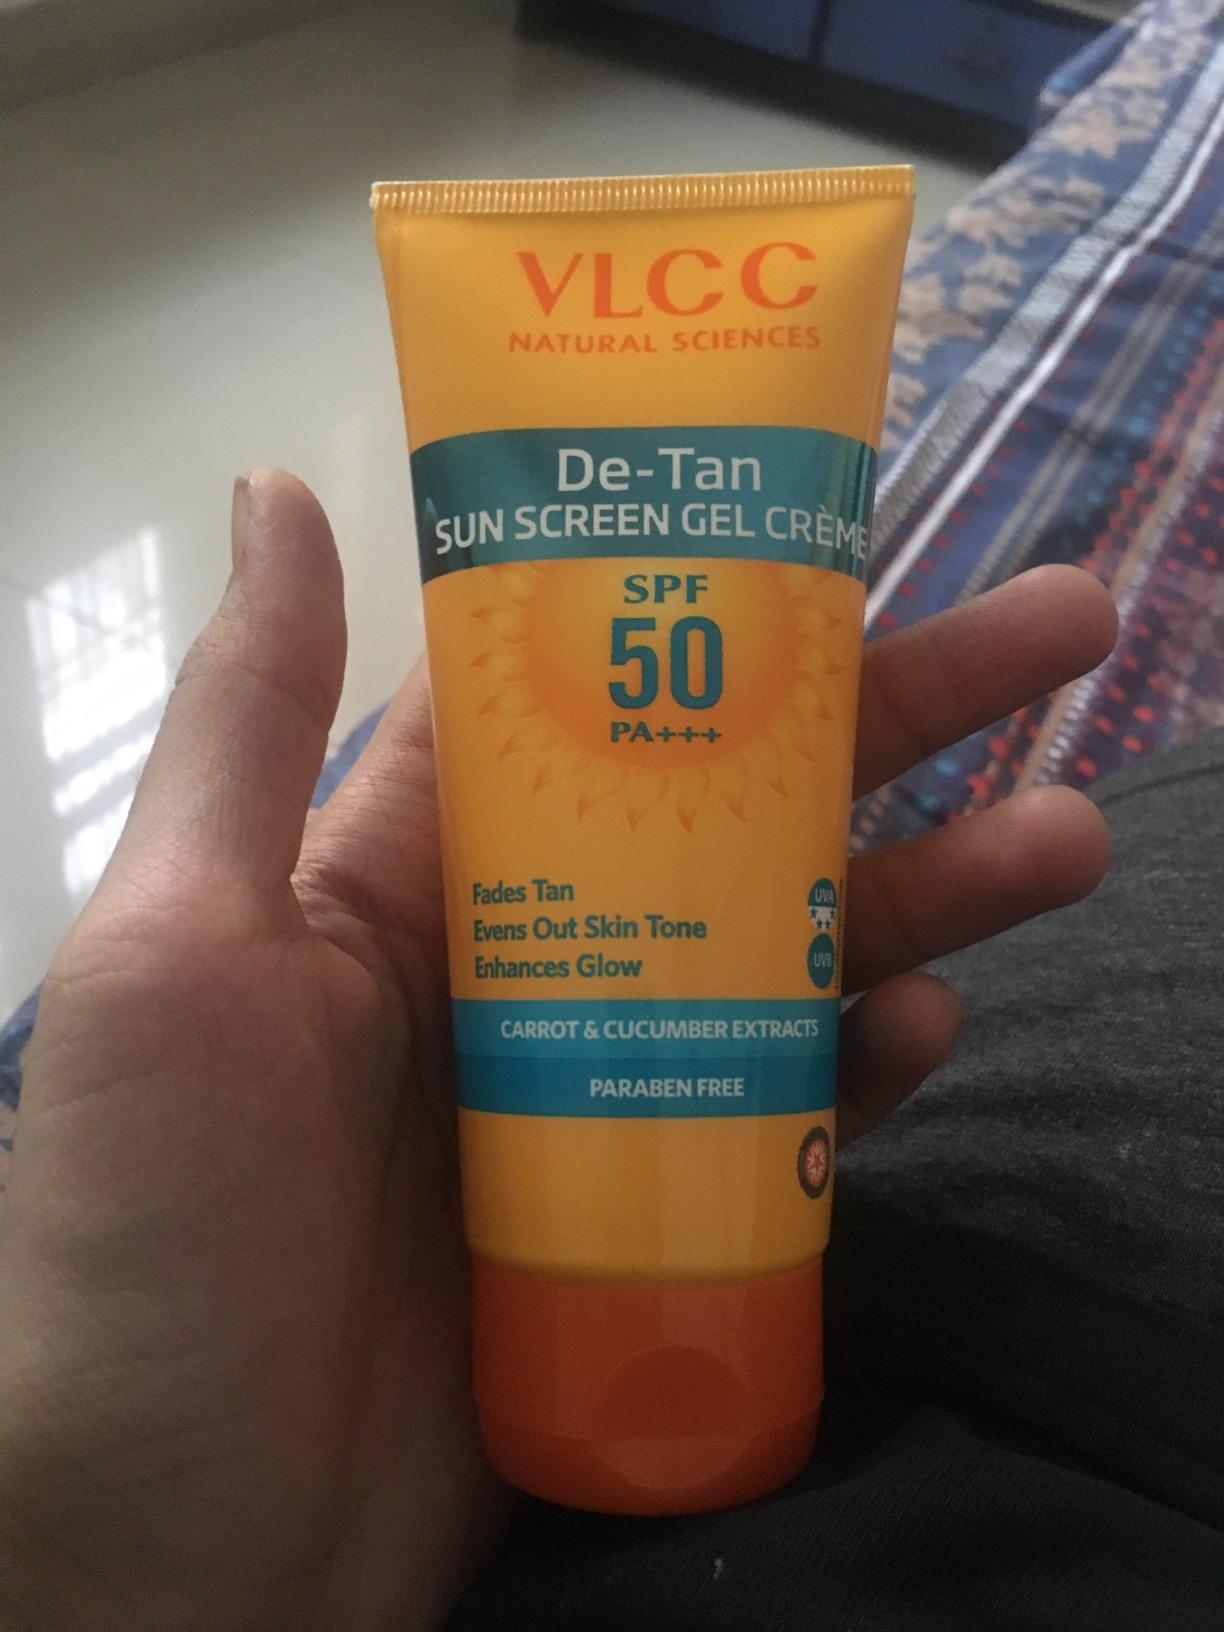 VLCC
NATURAL SCIENCES
De-Tan
SUN SCREEN GEL CRÈME
SPF
50
PA+++
Fades Tan
Evens Out Skin Tone
Enhances Glow
UVA
UVB
CARROT & CUCUMBER EXTRACTS
PARABEN FREE